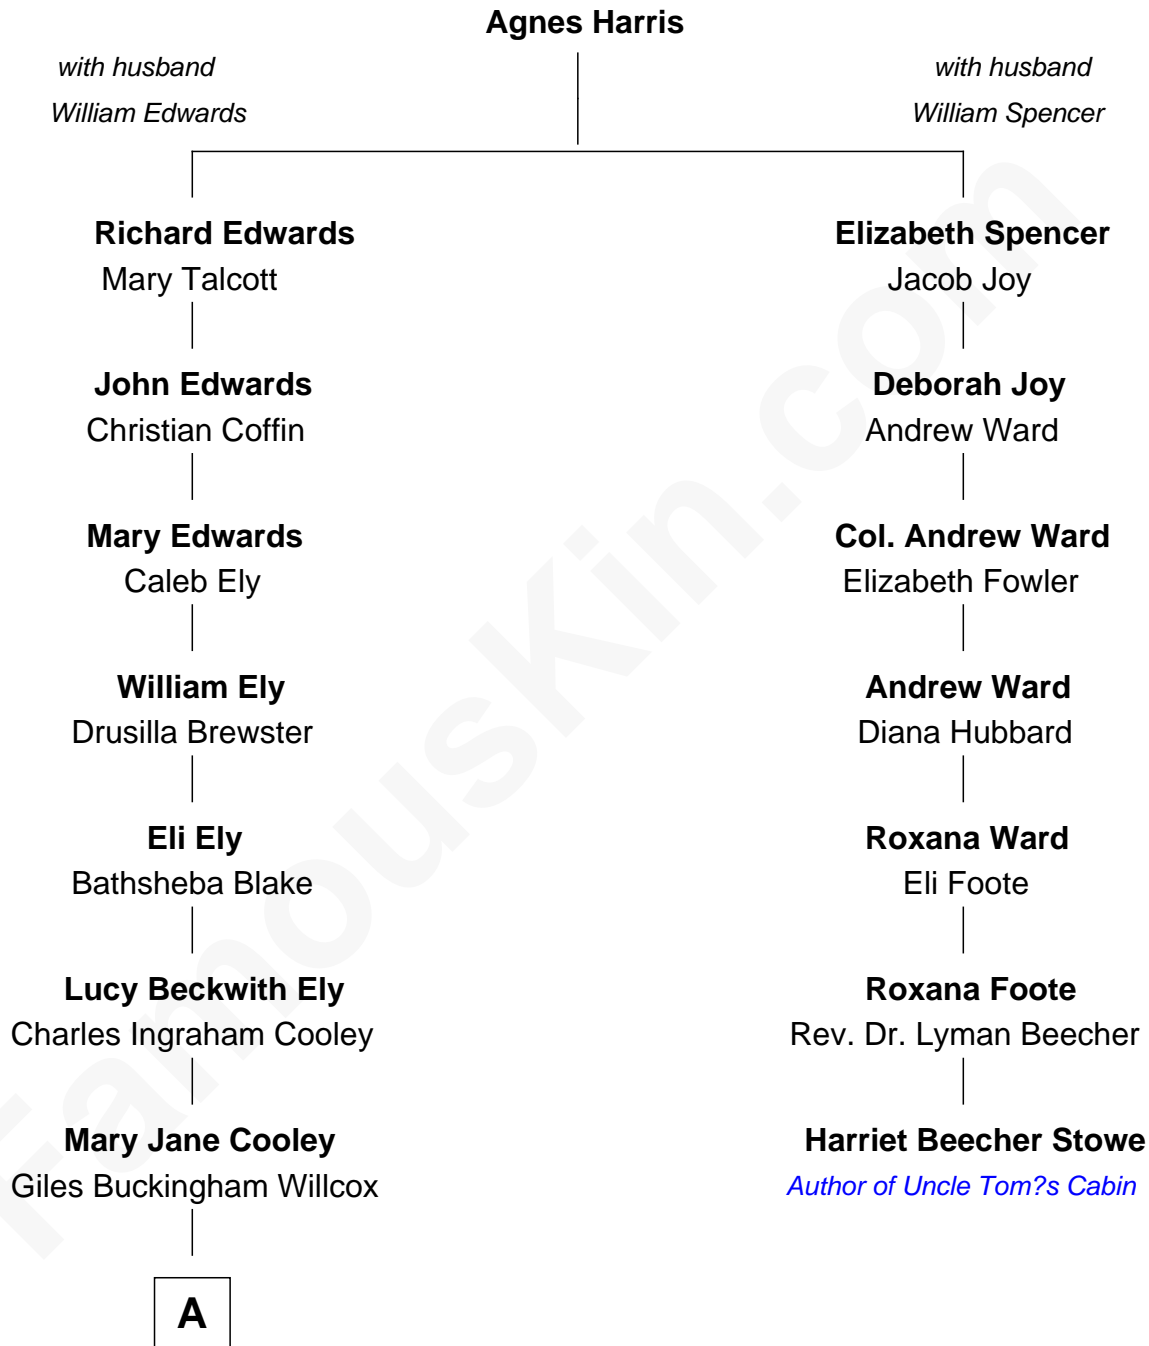 Agnes Harris
with husband
William Edwards
with husband
William Spencer
Richard Edwards
Mary Talcott
Elizabeth Spencer
Jacob Joy
John Edwards
Christian Coffin
Deborah Joy
Andrew Ward
Mary Edwards
Caleb Ely
Col. Andrew Ward
Elizabeth Fowler
William Ely
Drusilla Brewster
Andrew Ward
Diana Hubbard
Eli Ely
Bathsheba Blake
Roxana Ward
Eli Foote
Lucy Beckwith Ely
Charles Ingraham Cooley
Roxana Foote
Rev. Dr. Lyman Beecher
Mary Jane Cooley
Giles Buckingham Willcox
Harriet Beecher Stowe
Author of Uncle Tom?s Cabin
A
FamousKin.com